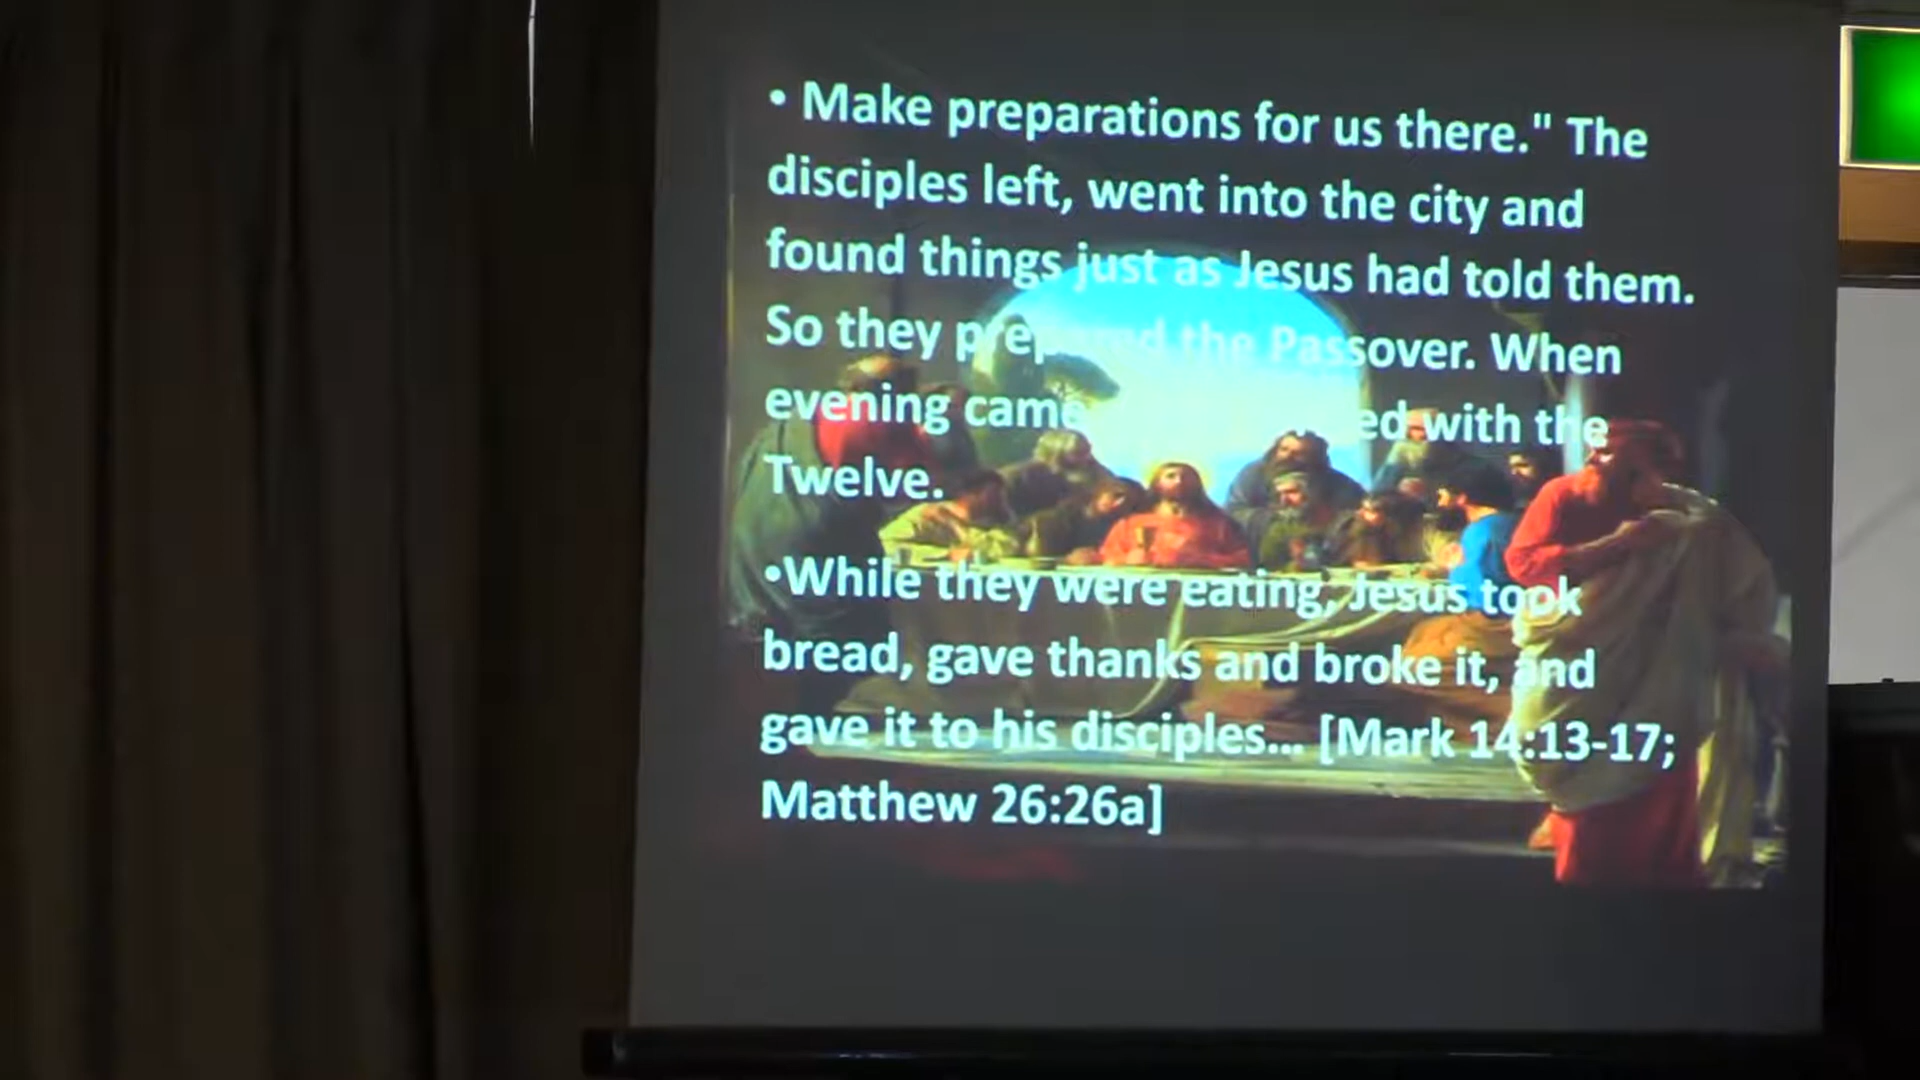 • Make preparations for us there." The
disciples left, went into the city and
found things just as Jesus had told them.
So they prepared the Passover. When
evening came with the
Twelve.
•While they were eating, Jesus took
bread, gave thanks and broke it, and
gave it to his disciples... [Mark 14:13-17;
Matthew 26:26a]